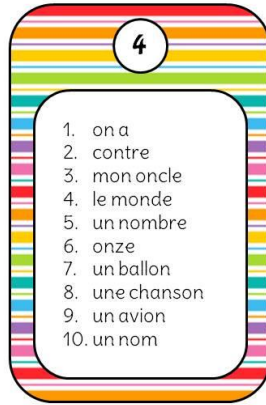 4
1. on a
2. contre
3. mon oncle
4. le monde
5. un nombre
6. onze
7. un ballon
8. une chanson
9. un avion
10. un nom